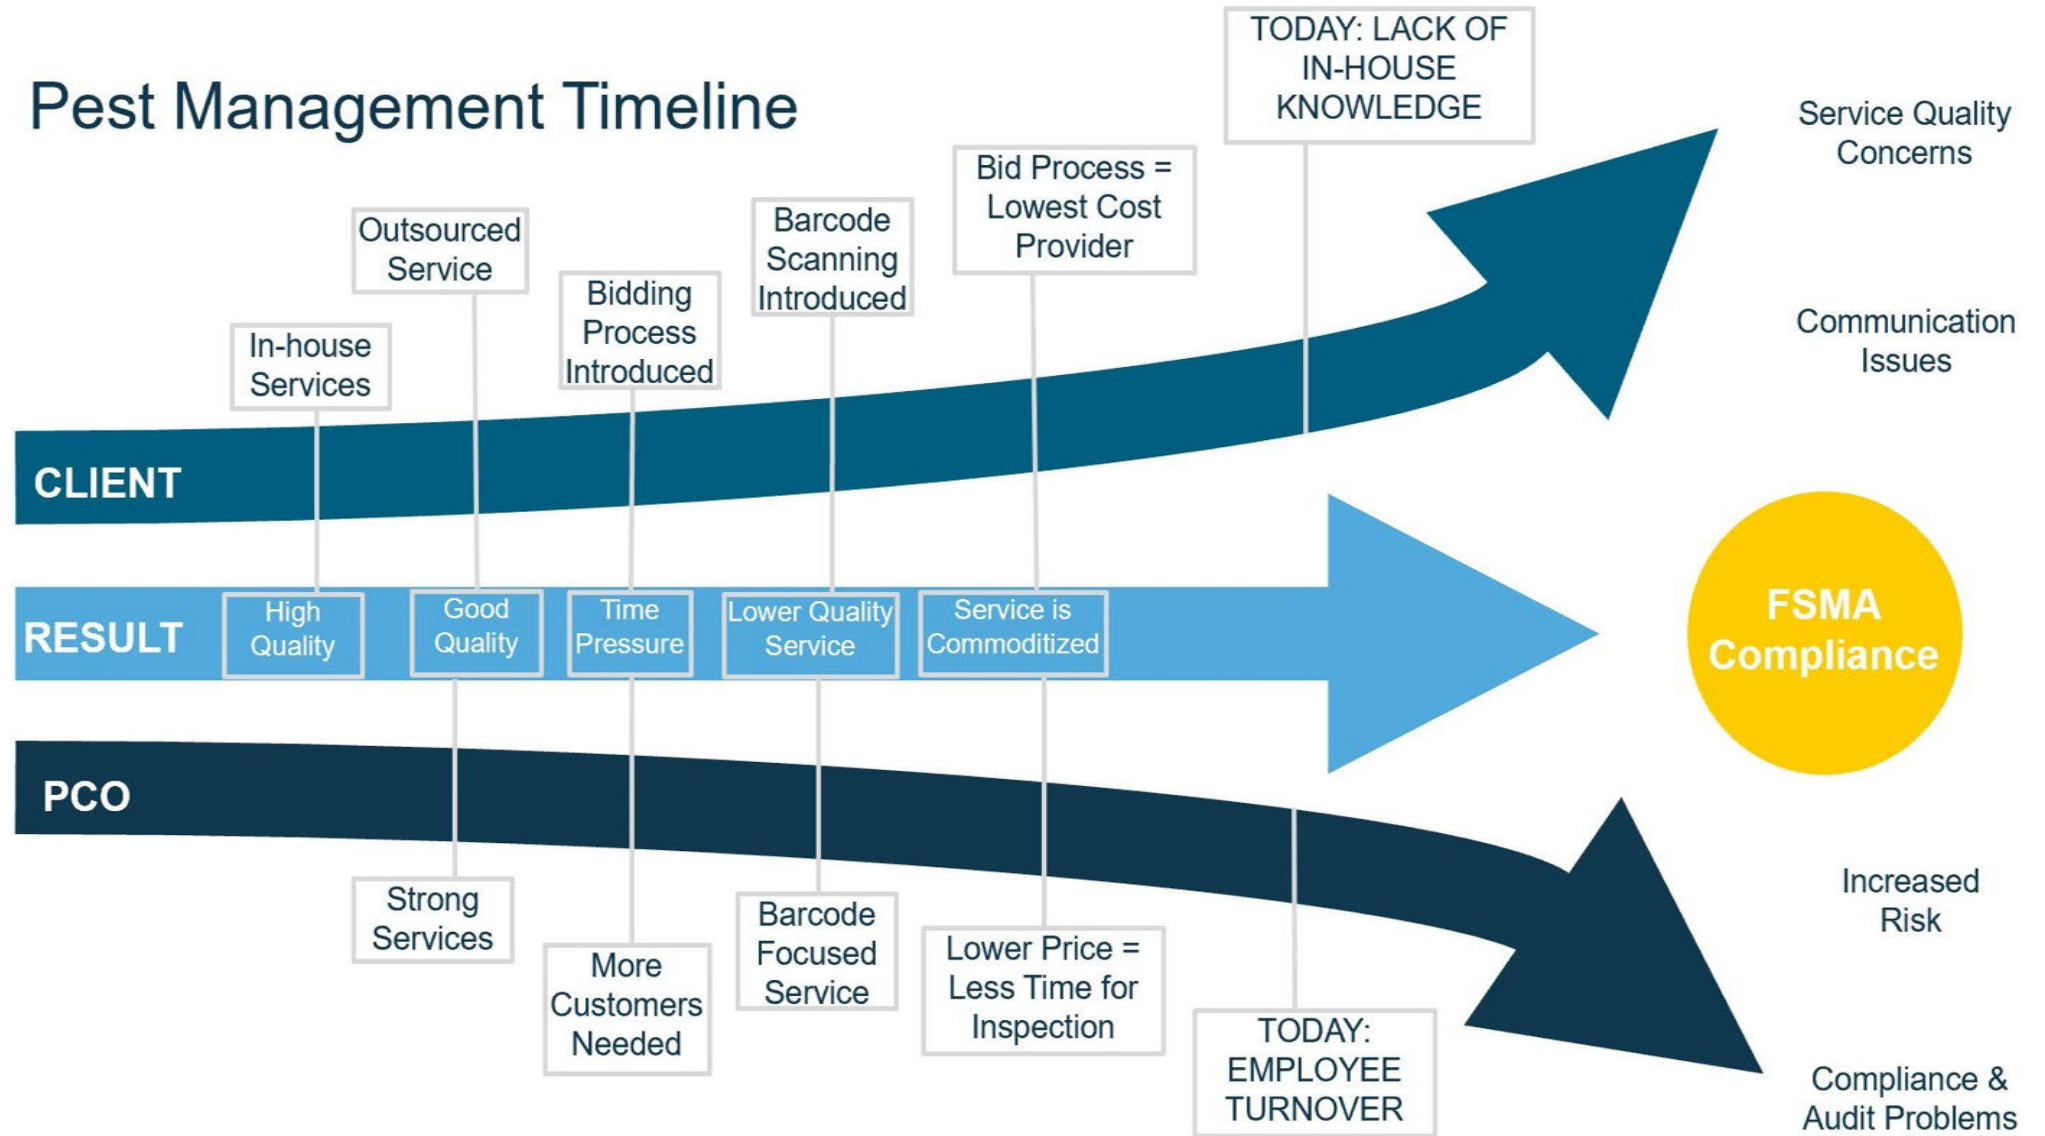 Pest Management Timeline
TODAY: LACK OF
IN-HOUSE
KNOWLEDGE
Service Quality
Concerns
Bid Process =
Lowest Cost
Provider
Barcode
Scanning
Introduced
Outsourced
Service
Bidding
Process
Introduced
In-house
Services
Communication
Issues
CLIENT
RESULT
High
Quality
Good
Quality
Time
Pressure
Lower Quality
Service
Service is
Commoditized
FSMA
Compliance
PCO
Strong
Services
More
Customers
Needed
Barcode
Focused
Service
Lower Price =
Less Time for
Inspection
TODAY:
EMPLOYEE
TURNOVER
Increased
Risk
Compliance &
Audit Problems